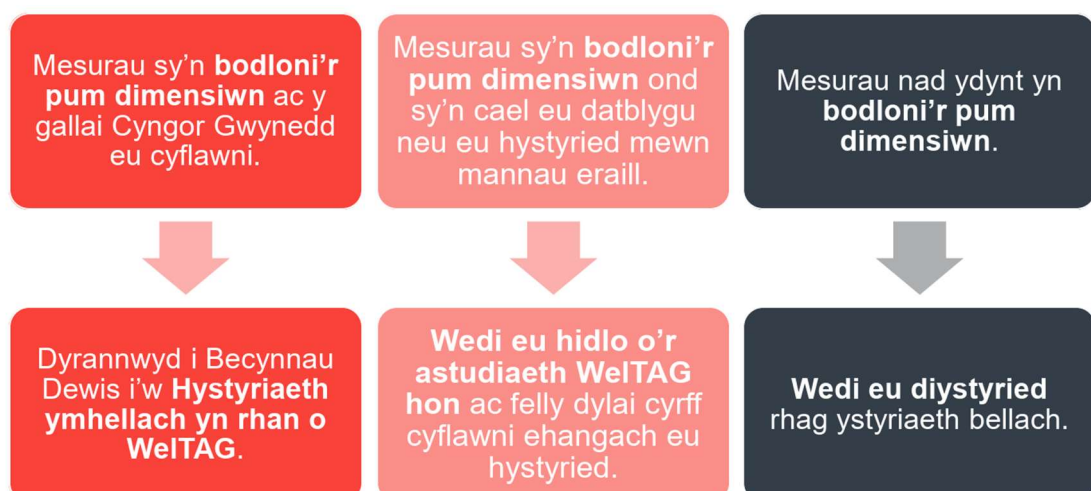 Mesurau sy’n bodloni’r
pum dimensiwn ac y
gallai Cyngor Gwynedd
eu cyflawni.
Mesurau sy’n bodloni’r
pum dimensiwn ond
sy’n cael eu datblygu
neu eu hystyried mewn
mannau eraill.
Mesurau nad ydynt yn
bodloni’r pum
dimensiwn.
Dyrannwyd i Becynnau
Dewis i’w Hystyriaeth
ymhellach yn rhan o
WelTAG.
Wedi eu hidlo o’r
astudiaeth WelTAG
hon ac felly dylai cyrff
cyflawni ehangach eu
hystyried.
Wedi eu diystyried
rhag ystyriaeth bellach.